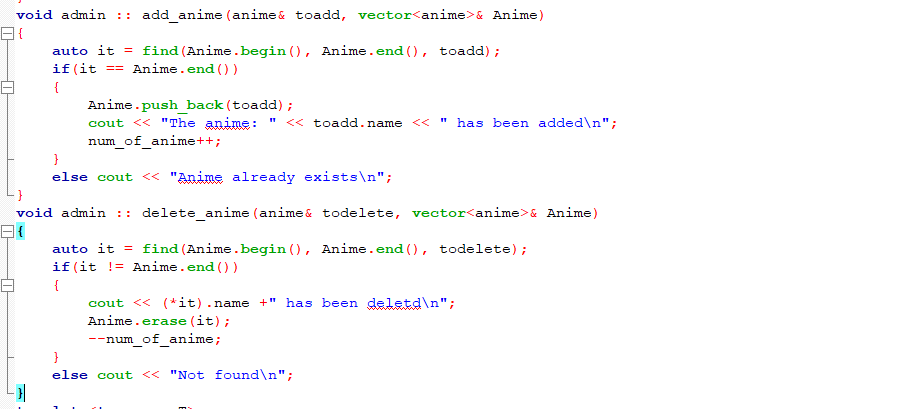 void admin :: add_anime(anime& toadd, vector<anime>& Anime)
{
    auto it = find(Anime.begin(), Anime.end(), toadd);
    if(it == Anime.end())
    {
        Anime.push_back(toadd);
        cout << "The anime: " << toadd.name << " has been added\n";
        num_of_anime++;
    }
    else cout << "Anime already exists\n";
}
void admin :: delete_anime(anime& todelete, vector<anime>& Anime)
{
    auto it = find(Anime.begin(), Anime.end(), todelete);
    if(it != Anime.end())
    {
        cout << (*it).name +" has been deletd\n";
        Anime.erase(it);
        --num_of_anime;
    }
    else cout << "Not found\n";
}